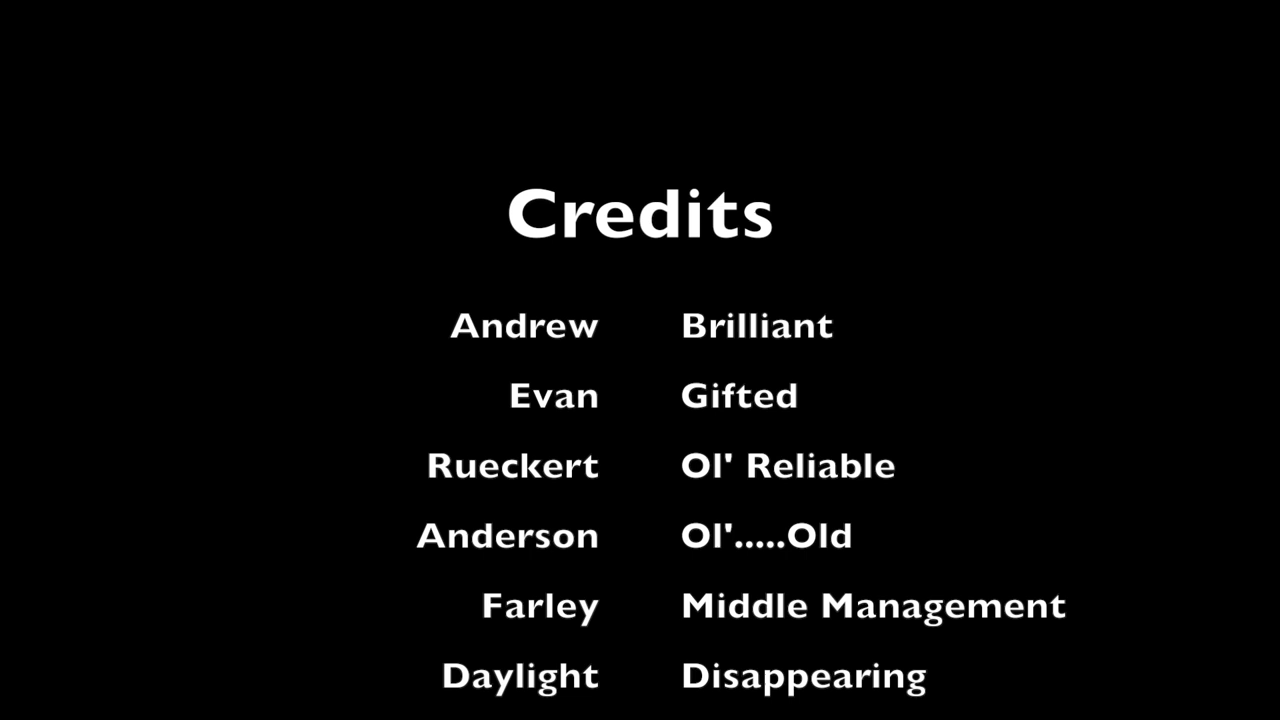 Credits
Andrew Brilliant
Evan Gifted
Rueckert Ol' Reliable
Anderson Ol'.....Old
Farley Middle Management
Daylight Disappearing